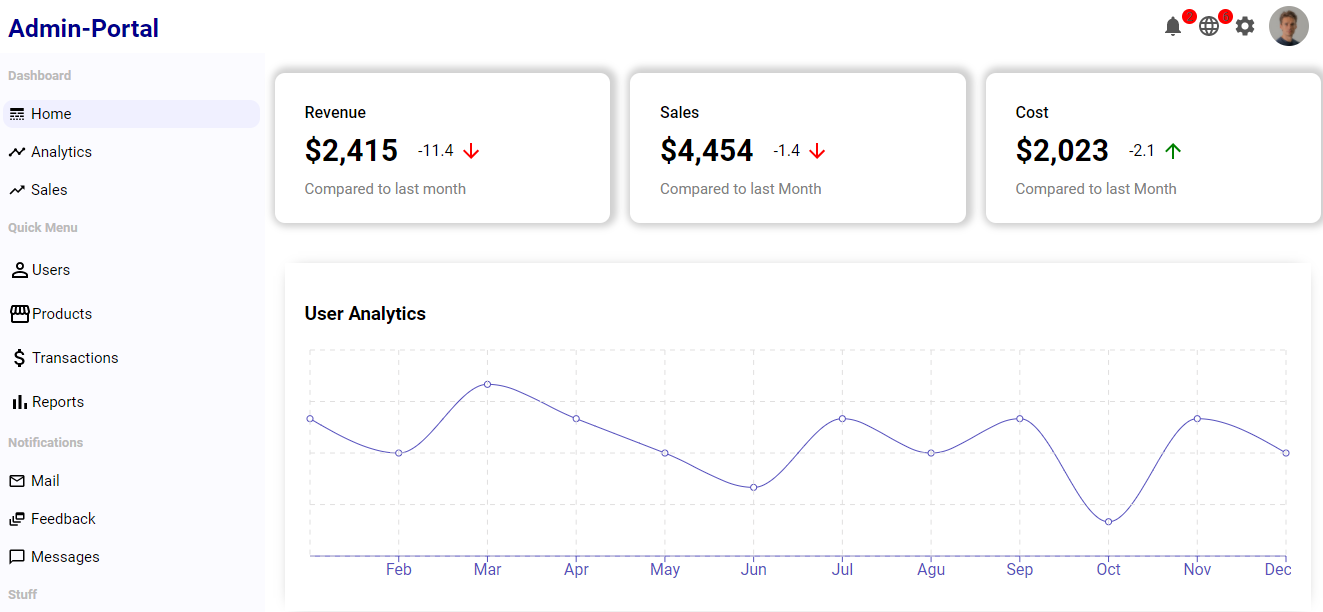 Admin-Portal
Dashboard
Home
Analytics
Sales
Quick Menu
Users
Products
Transactions
Reports
Notifications
Mail
Feedback
Messages
Stuff
Revenue
$2,415 -11.4
Compared to last month
Sales
$4,454 -1.4
Compared to last Month
Cost
$2,023 -2.1
Compared to last Month
User Analytics
Feb Mar Apr May Jun Jul Agu Sep Oct Nov Dec